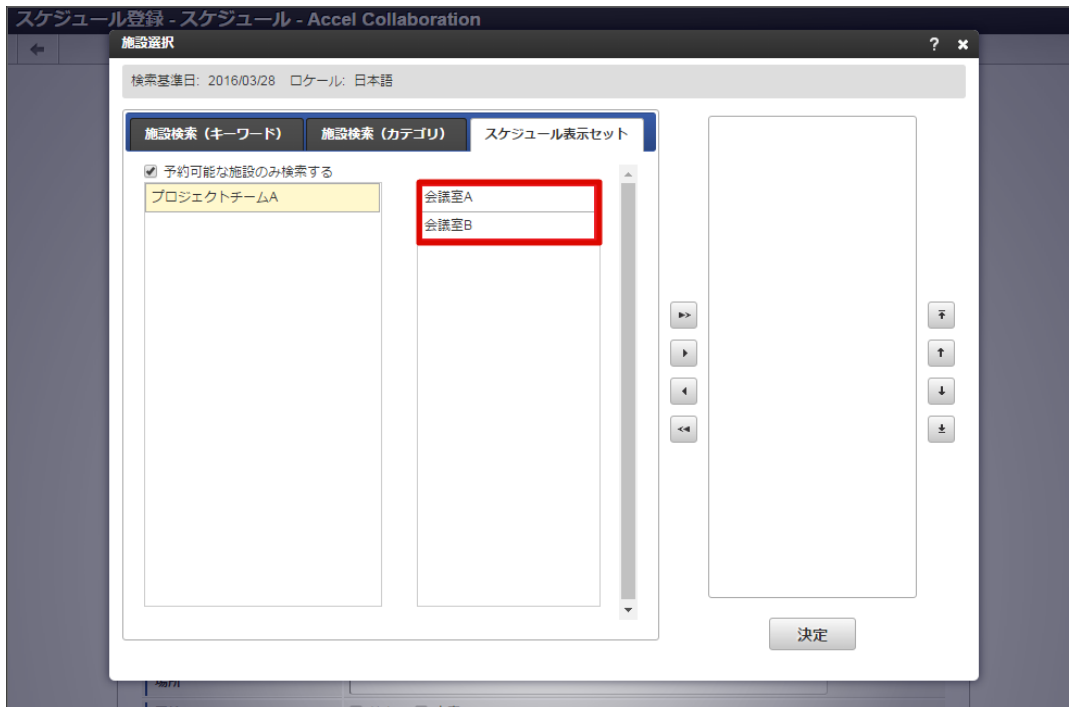 スケジュール登録 - スケジュール - Accel Collaboration
施設選択
?
検索基準日: 2016/03/28 ロケール: 日本語
施設検索（キーワード） 施設検索（カテゴリ） スケジュール表示セット
予約可能な施設のみ検索する
プロジェクトチームA
会議室A
会議室B
決定
場所